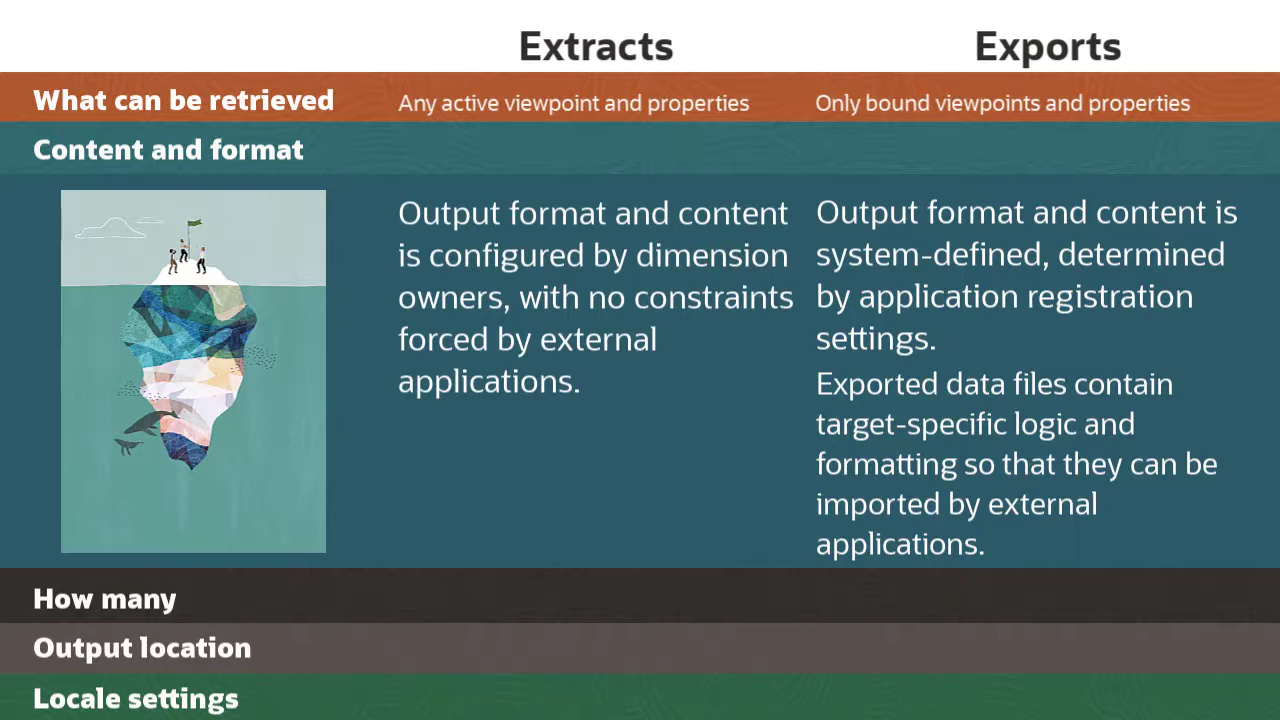 Extracts
Exports
What can be retrieved
Any active viewpoint and properties
Only bound viewpoints and properties
Content and format
Output format and content
is configured by dimension
owners, with no constraints
forced by external
applications.
Output format and content is
system-defined, determined
by application registration
settings.
Exported data files contain
target-specific logic and
formatting so that they can be
imported by external
applications.
How many
Output location
Locale settings